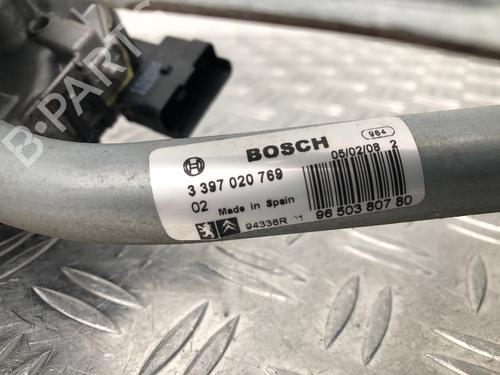 B-PARTS
BOSCH
964
05/02/08 2
3 397 020 769
02 Made in Spain
94338R 01
96 503 807 80